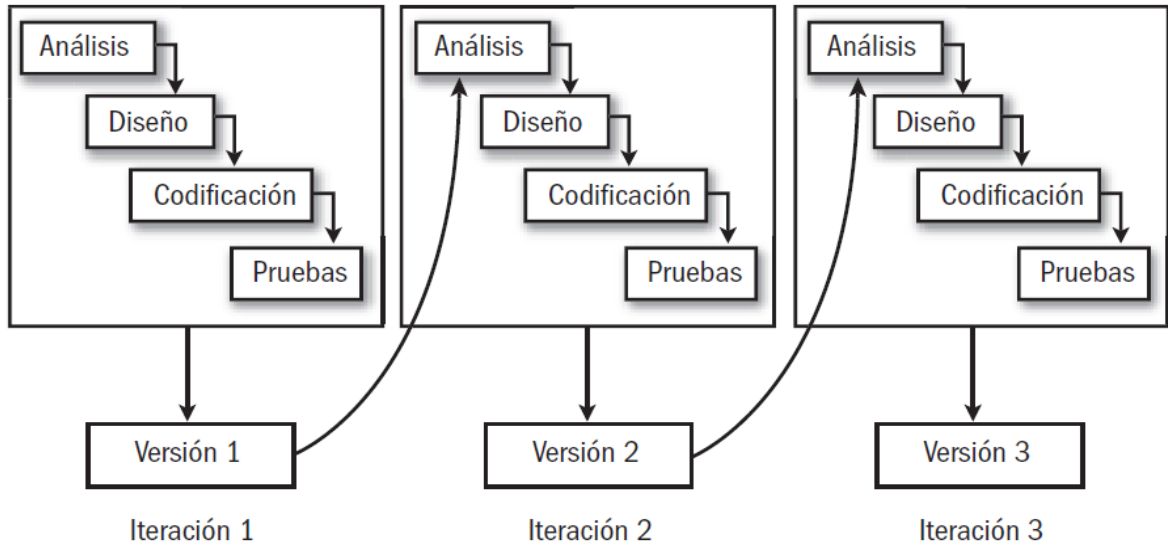 Análisis
Diseño
Codificación
Pruebas
Versión 1
Iteración 1
Análisis
Diseño
Codificación
Pruebas
Versión 2
Iteración 2
Análisis
Diseño
Codificación
Pruebas
Versión 3
Iteración 3